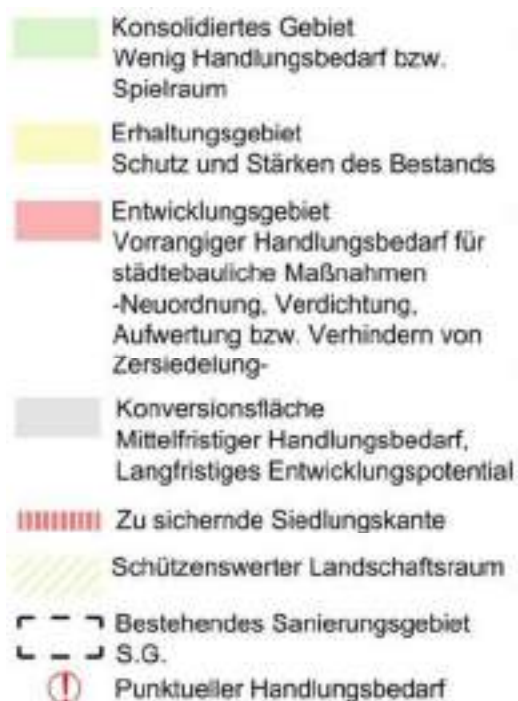 Konsolidiertes Gebiet
Wenig Handlungsbedarf bzw.
Spielraum
Erhaltungsgebiet
Schutz und Stärken des Bestands
Entwicklungsgebiet
Vorrangiger Handlungsbedarf für
städtebauliche Maßnahmen
-Neuordnung, Verdichtung,
Aufwertung bzw. Verhindern von
Zersiedelung-
Konversionsfläche
Mittelfristiger Handlungsbedarf,
Langfristiges Entwicklungspotential
Zu sichernde Siedlungskante
Schützenswerter Landschaftsraum
Bestehendes Sanierungsgebiet
S.G.
Punktueller Handlungsbedarf